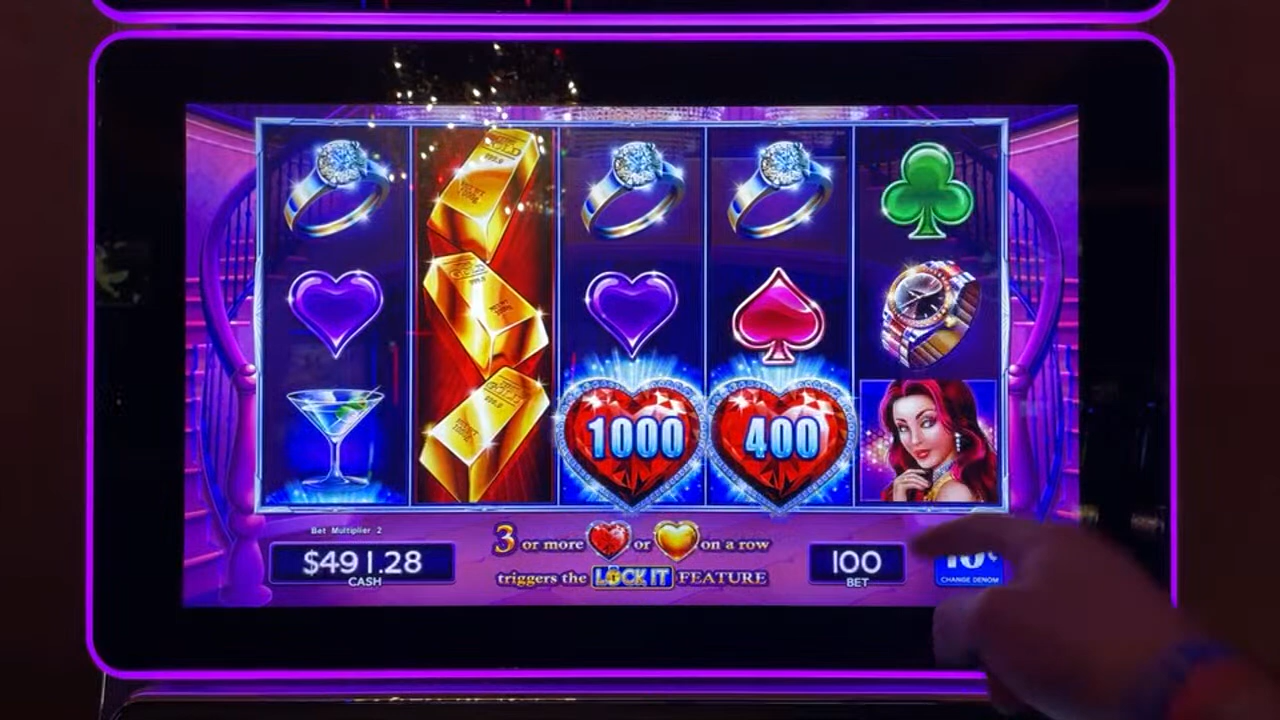 1000
400
Bet Multiplier 2
$491.28
CASH
3 or more or on a row
triggers the LOCK IT FEATURE
100
BET
10¢
CHANGE DENOM